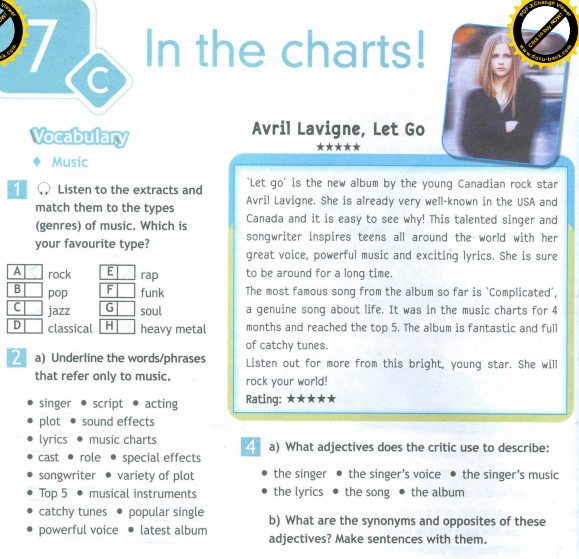 7
C
In the charts!
PDF-XChange Viewer
Click to buy NOW!
www.docu-track.com
Vocabulary
♦ Music
1 Listen to the extracts and
match them to the types
(genres) of music. Which is
your favourite type?
A rock
B pop
C jazz
D classical
E rap
F funk
G soul
H heavy metal
2 a) Underline the words/phrases
that refer only to music.
• singer • script • acting
• plot • sound effects
• lyrics • music charts
• cast • role • special effects
• songwriter • variety of plot
• Top 5 • musical instruments
• catchy tunes • popular single
• powerful voice • latest album
Avril Lavigne, Let Go
★★★★★
‘Let go’ is the new album by the young Canadian rock star
Avril Lavigne. She is already very well-known in the USA and
Canada and it is easy to see why! This talented singer and
songwriter inspires teens all around the world with her
great voice, powerful music and exciting lyrics. She is sure
to be around for a long time.
The most famous song from the album so far is ‘Complicated’,
a genuine song about life. It was in the music charts for 4
months and reached the top 5. The album is fantastic and full
of catchy tunes.
Listen out for more from this bright, young star. She will
rock your world!
Rating: ★★★★★
4 a) What adjectives does the critic use to describe:
• the singer • the singer's voice • the singer's music
• the lyrics • the song • the album
b) What are the synonyms and opposites of these
adjectives? Make sentences with them.